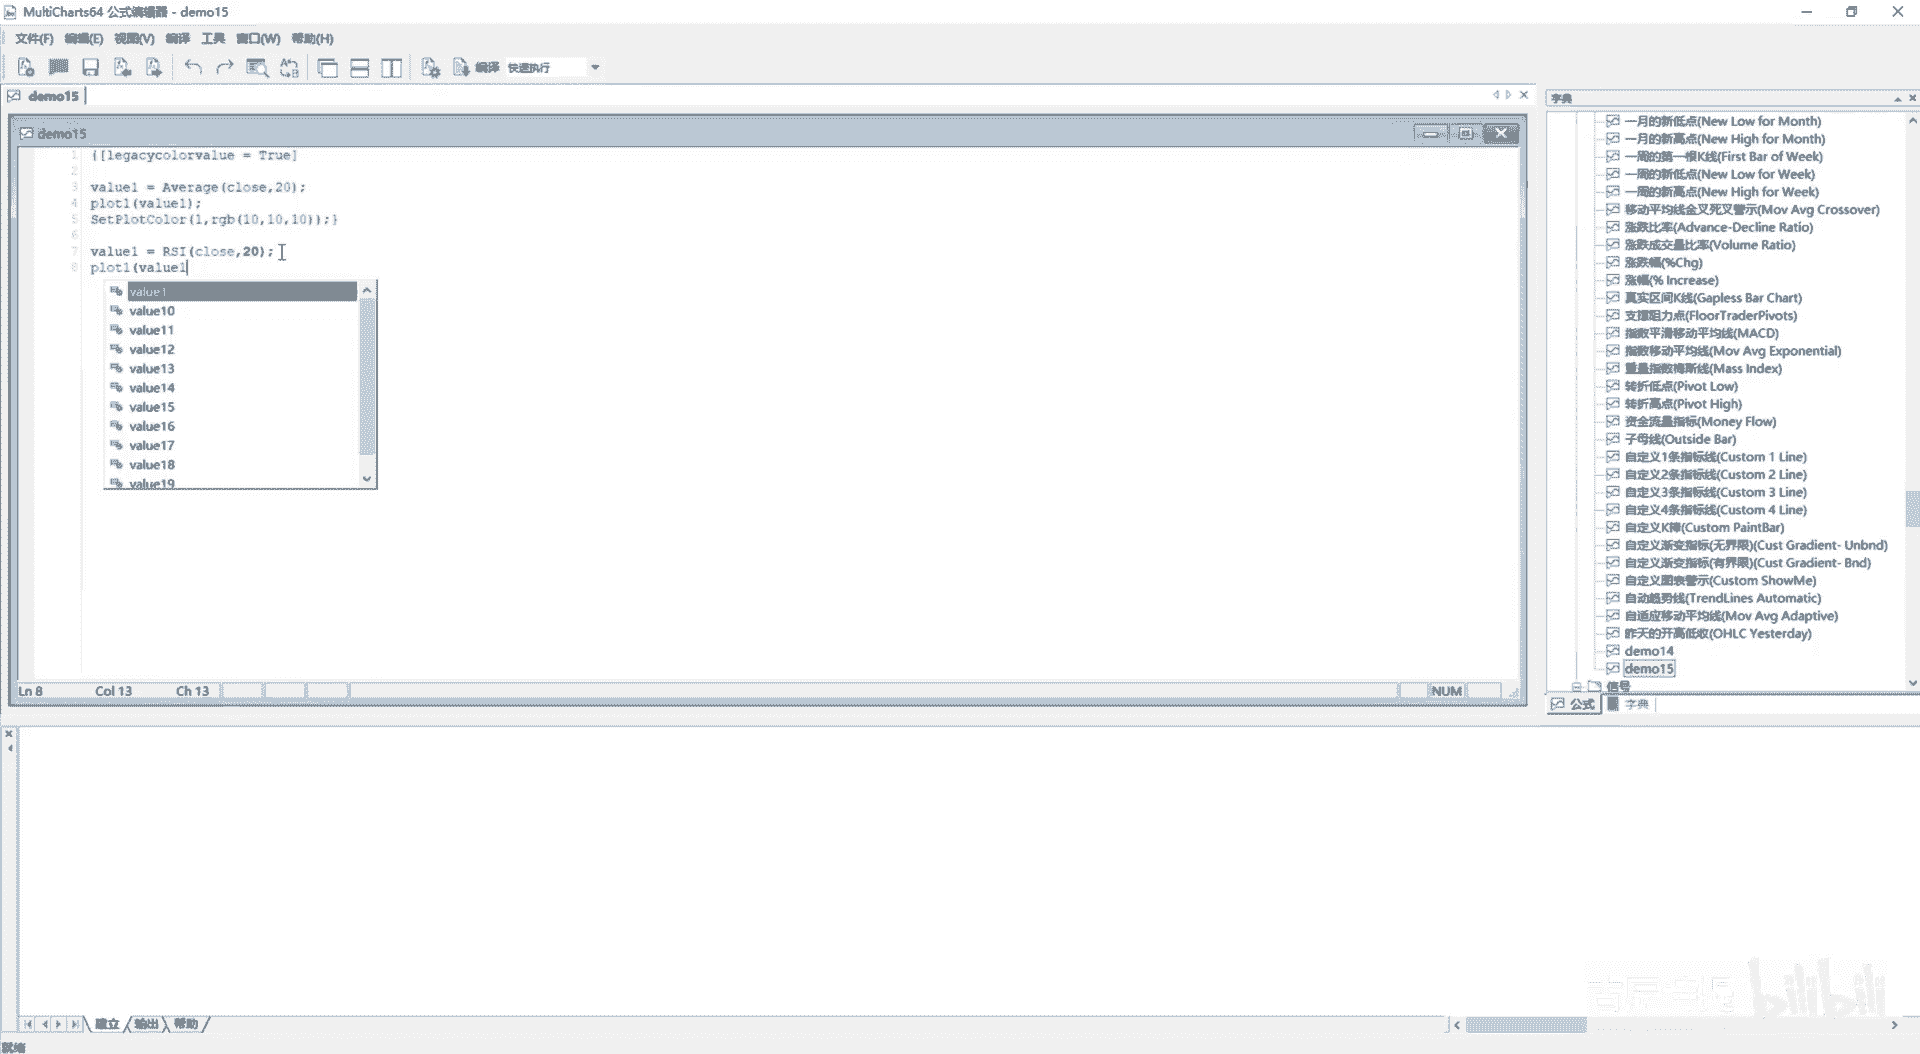 MultiCharts64 公式编辑器 - demo15
文件(F) 编辑(E) 视图(V) 编译 工具 窗口(W) 帮助(H)
编译 快速执行
demo15
字典
demo15
1 {[legacycolorvalue = True]
2
3 value1 = Average(close,20);
4 plot1(value1);
5 SetPlotColor(1,rgb(10,10,10));}
6
7 value1 = RSI(close,20);
8 plot1(value1
value1
value10
value11
value12
value13
value14
value15
value16
value17
value18
value19
Ln 8 Col 13 Ch 13 NUM
一月的新低点(New Low for Month)
一月的新高点(New High for Month)
一周的第一根K线(First Bar of Week)
一周的新低点(New Low for Week)
一周的新高点(New High for Week)
移动平均线金叉死叉警示(Mov Avg Crossover)
涨跌比率(Advance-Decline Ratio)
涨跌成交量比率(Volume Ratio)
涨跌幅(%Chg)
涨幅(% Increase)
真实区间K线(Gapless Bar Chart)
支撑阻力点(FloorTraderPivots)
指数平滑移动平均线(MACD)
指数移动平均线(Mov Avg Exponential)
重量指数梅斯线(Mass Index)
转折低点(Pivot Low)
转折高点(Pivot High)
资金流量指标(Money Flow)
子母线(Outside Bar)
自定义1条指标线(Custom 1 Line)
自定义2条指标线(Custom 2 Line)
自定义3条指标线(Custom 3 Line)
自定义4条指标线(Custom 4 Line)
自定义K棒(Custom PaintBar)
自定义渐变指标(无界限)(Cust Gradient- Unbnd)
自定义渐变指标(有界限)(Cust Gradient- Bnd)
自定义图表警示(Custom ShowMe)
自动趋势线(TrendLines Automatic)
自适应移动平均线(Mov Avg Adaptive)
昨天的开高低收(OHLC Yesterday)
demo14
demo15
信号
公式 字典
建立 输出 帮助
就绪
bilibili